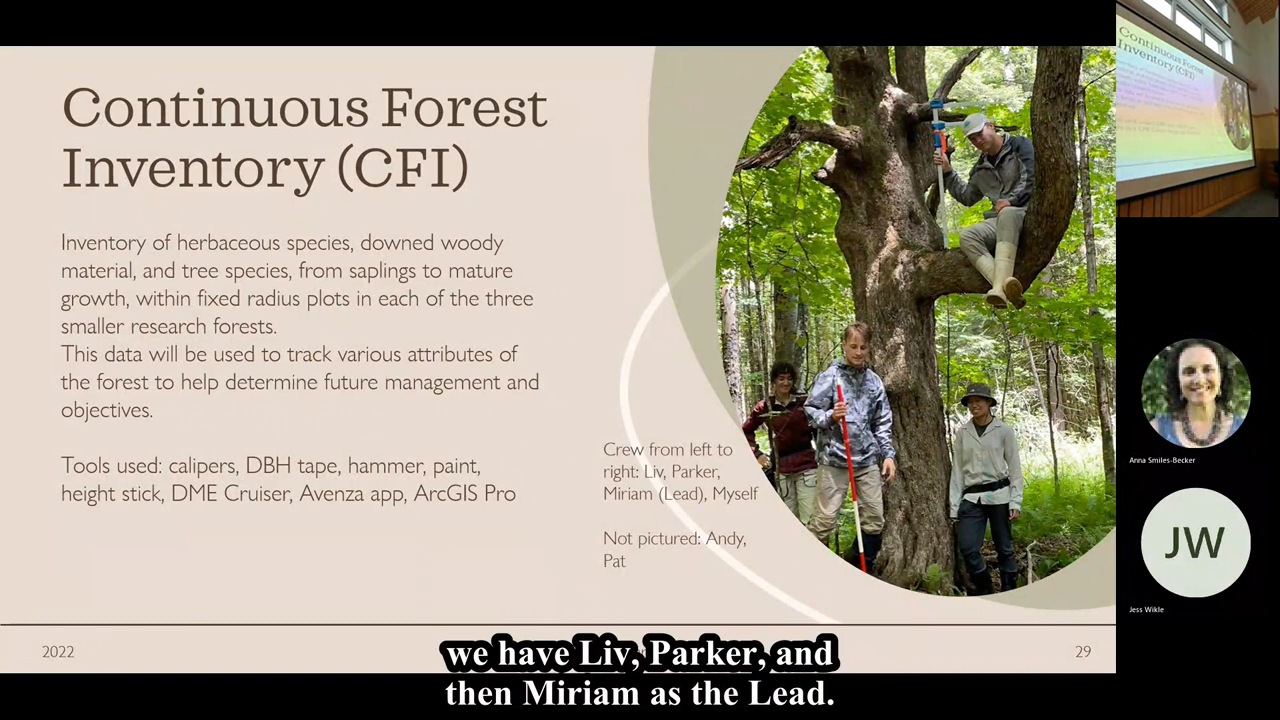 Continuous Forest
Inventory (CFI)
Inventory of herbaceous species, downed woody
material, and tree species, from saplings to mature
growth, within fixed radius plots in each of the three
smaller research forests.
This data will be used to track various attributes of
the forest to help determine future management and
objectives.
Tools used: calipers, DBH tape, hammer, paint,
height stick, DME Cruiser, Avenza app, ArcGIS Pro
Crew from left to
right: Liv, Parker,
Miriam (Lead), Myself
Not pictured: Andy,
Pat
2022
29
we have Liv, Parker, and
then Miriam as the Lead.
Continuous Forest
Inventory (CFI)
Anna Smiles-Becker
JW
Jess Wikle